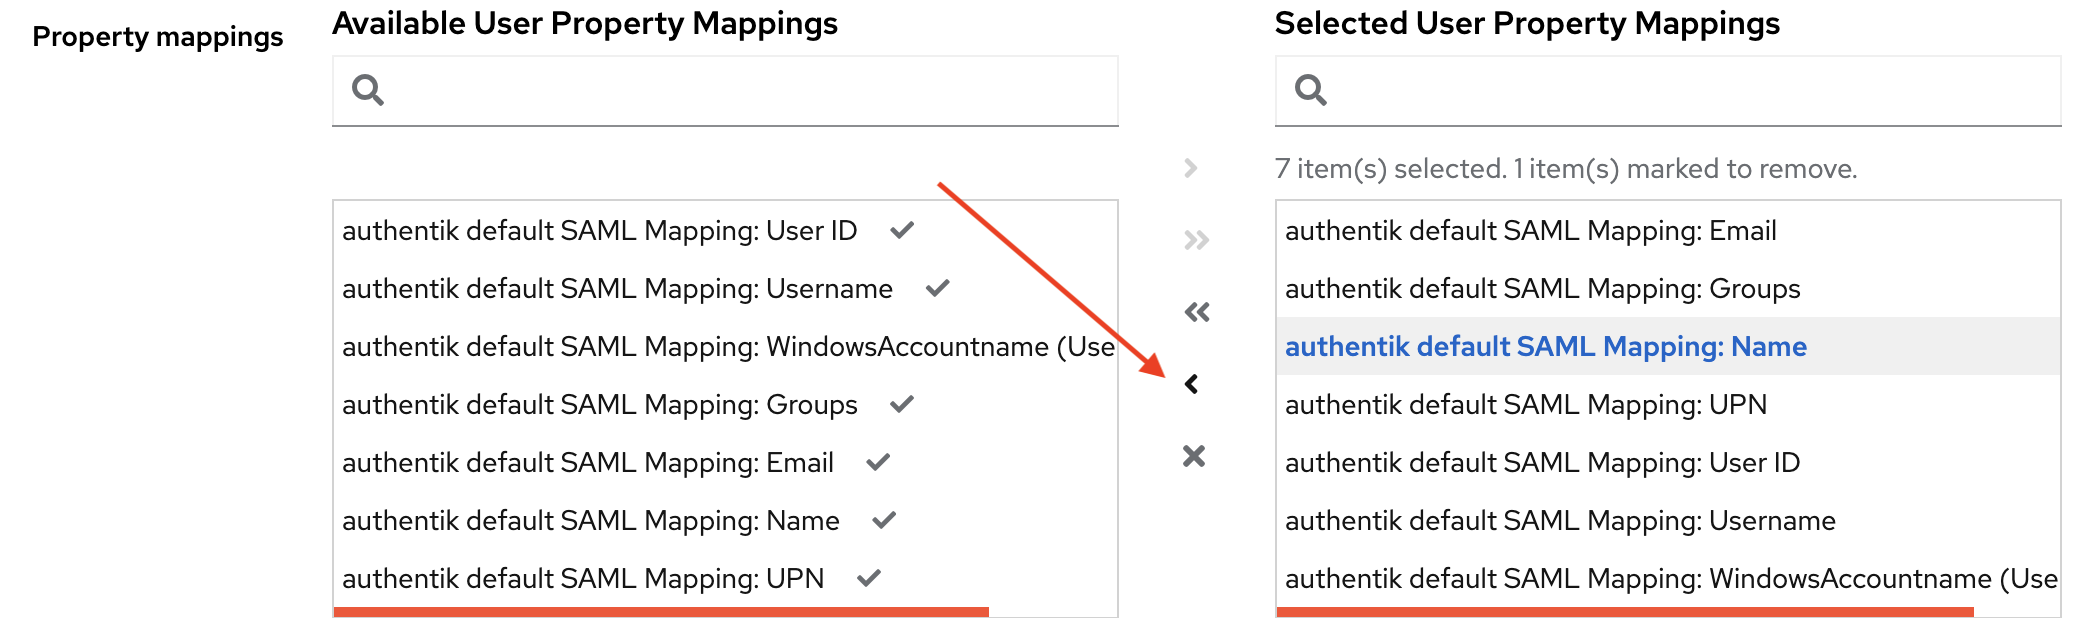 Property mappings
Available User Property Mappings
authentik default SAML Mapping: User ID
authentik default SAML Mapping: Username
authentik default SAML Mapping: WindowsAccountname (Use
authentik default SAML Mapping: Groups
authentik default SAML Mapping: Email
authentik default SAML Mapping: Name
authentik default SAML Mapping: UPN
Selected User Property Mappings
7 item(s) selected. 1 item(s) marked to remove.
authentik default SAML Mapping: Email
authentik default SAML Mapping: Groups
authentik default SAML Mapping: Name
authentik default SAML Mapping: UPN
authentik default SAML Mapping: User ID
authentik default SAML Mapping: Username
authentik default SAML Mapping: WindowsAccountname (Use